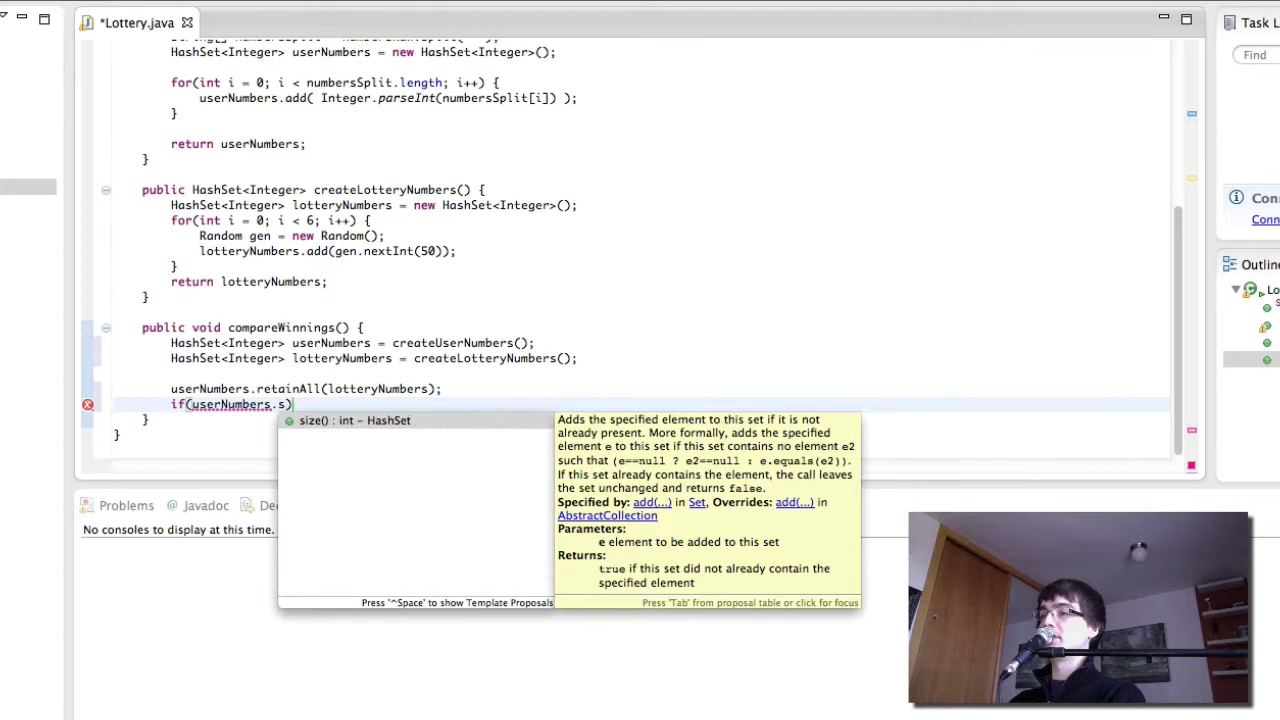 *Lottery.java
Task L
Find
HashSet<Integer> userNumbers = new HashSet<Integer>();
for(int i = 0; i < numbersSplit.length; i++) {
userNumbers.add( Integer.parseInt(numbersSplit[i]) );
}
return userNumbers;
}
public HashSet<Integer> createLotteryNumbers() {
HashSet<Integer> lotteryNumbers = new HashSet<Integer>();
for(int i = 0; i < 6; i++) {
Random gen = new Random();
lotteryNumbers.add(gen.nextInt(50));
}
return lotteryNumbers;
}
public void compareWinnings() {
HashSet<Integer> userNumbers = createUserNumbers();
HashSet<Integer> lotteryNumbers = createLotteryNumbers();
userNumbers.retainAll(lotteryNumbers);
if(userNumbers.s)
}
}
size() : int - HashSet
Press '^Space' to show Template Proposals
Adds the specified element to this set if it is not
already present. More formally, adds the specified
element e to this set if this set contains no element e2
such that (e==null ? e2==null : e.equals(e2)).
If this set already contains the element, the call leaves
the set unchanged and returns false.
Specified by: add(...) in Set, Overrides: add(...) in
AbstractCollection
Parameters:
e element to be added to this set
Returns:
true if this set did not already contain the
specified element
Press 'Tab' from proposal table or click for focus
Conn
Conn
Outline
Lo
Problems
@ Javadoc
De
No consoles to display at this time.